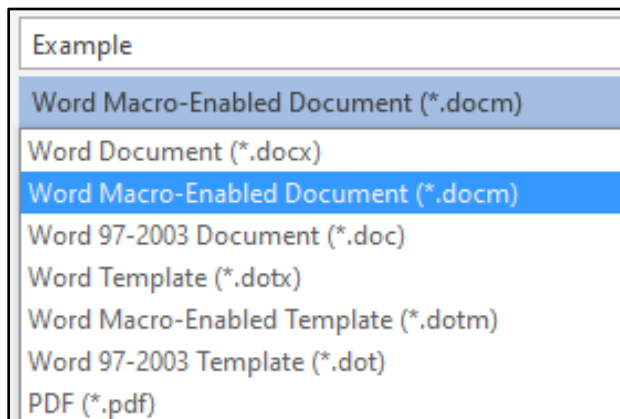 Example
Word Macro-Enabled Document (*.docm)
Word Document (*.docx)
Word Macro-Enabled Document (*.docm)
Word 97-2003 Document (*.doc)
Word Template (*.dotx)
Word Macro-Enabled Template (*.dotm)
Word 97-2003 Template (*.dot)
PDF (*.pdf)